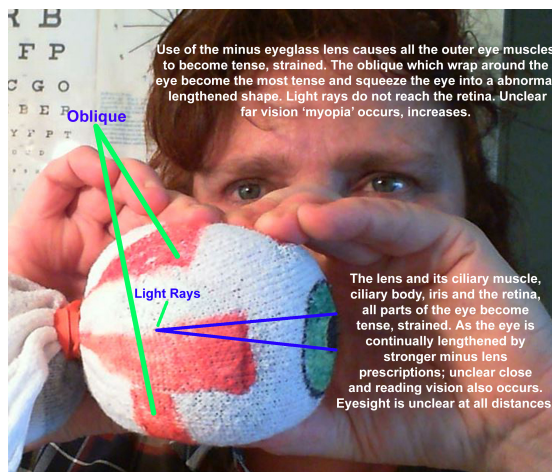 Use of the minus eyeglass lens causes all the outer eye muscles
to become tense, strained. The oblique which wrap around the
eye become the most tense and squeeze the eye into a abnorma
lengthened shape. Light rays do not reach the retina. Unclear
far vision ‘myopia’ occurs, increases.
B
F P
C G O
B E R
Y F P T
Oblique
Light Rays
The lens and its ciliary muscle,
ciliary body, iris and the retina,
all parts of the eye become
tense, strained. As the eye is
continually lengthened by
stronger minus lens
prescriptions; unclear close
and reading vision also occurs.
Eyesight is unclear at all distances